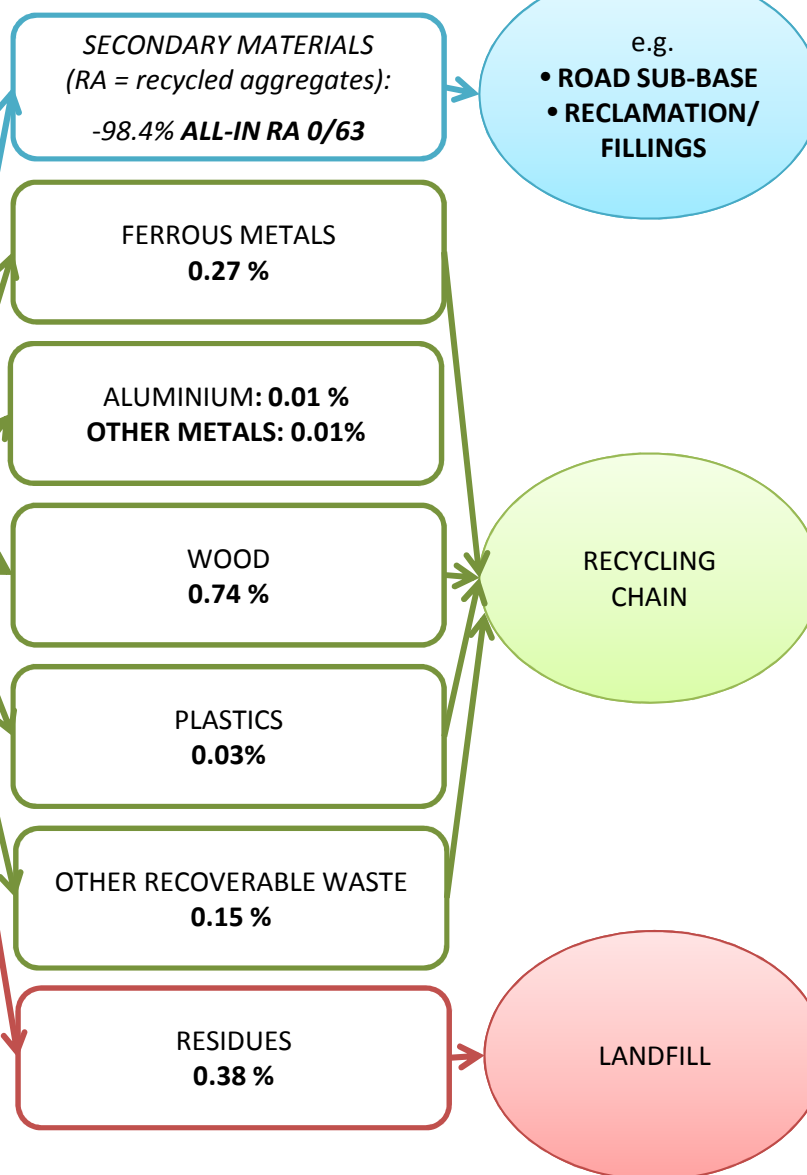 SECONDARY MATERIALS
(RA = recycled aggregates):
-98.4% ALL-IN RA 0/63
e.g.
• ROAD SUB-BASE
• RECLAMATION/
FILLINGS
FERROUS METALS
0.27 %
ALUMINIUM: 0.01 %
OTHER METALS: 0.01%
WOOD
0.74 %
RECYCLING
CHAIN
PLASTICS
0.03%
OTHER RECOVERABLE WASTE
0.15 %
RESIDUES
0.38 %
LANDFILL